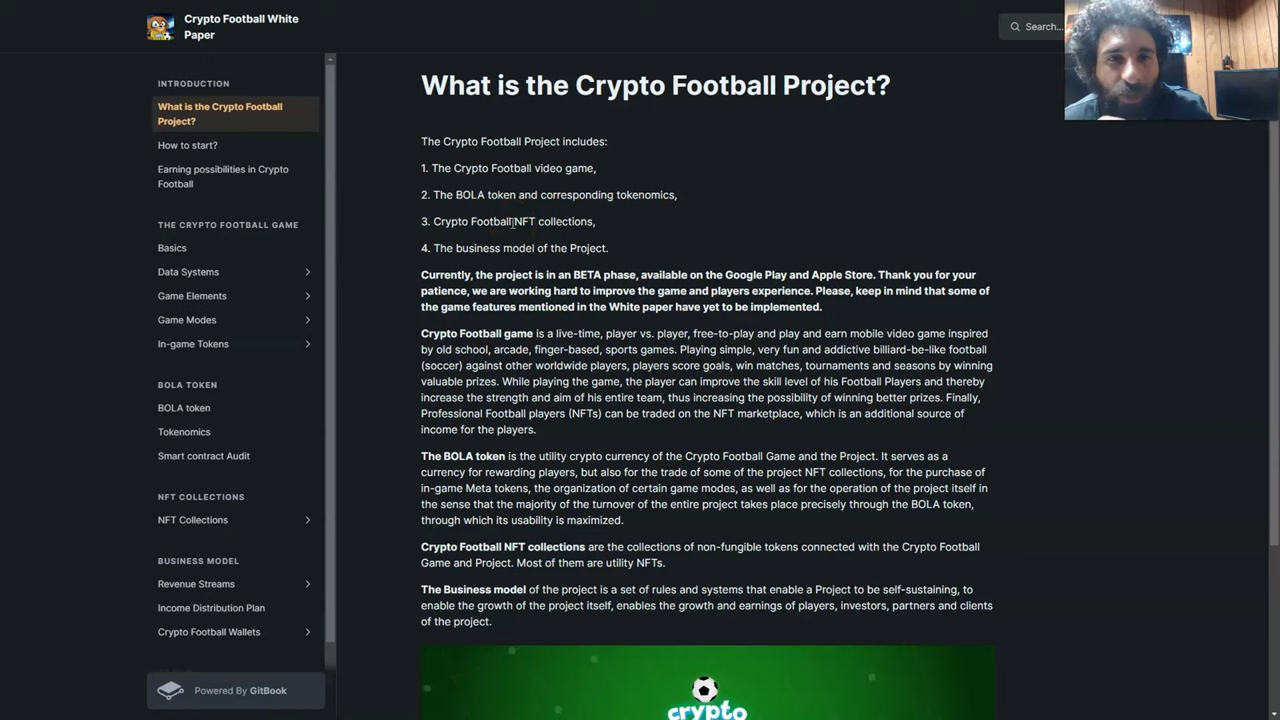 Crypto Football White
Paper
Search...
INTRODUCTION
What is the Crypto Football
Project?
How to start?
Earning possibilities in Crypto
Football
THE CRYPTO FOOTBALL GAME
Basics
Data Systems
Game Elements
Game Modes
In-game Tokens
BOLA TOKEN
BOLA token
Tokenomics
Smart contract Audit
NFT COLLECTIONS
NFT Collections
BUSINESS MODEL
Revenue Streams
Income Distribution Plan
Crypto Football Wallets
Powered By GitBook
What is the Crypto Football Project?
The Crypto Football Project includes:
1. The Crypto Football video game,
2. The BOLA token and corresponding tokenomics,
3. Crypto Football NFT collections,
4. The business model of the Project.
Currently, the project is in an BETA phase, available on the Google Play and Apple Store. Thank you for your
patience, we are working hard to improve the game and players experience. Please, keep in mind that some of
the game features mentioned in the White paper have yet to be implemented.
Crypto Football game is a live-time, player vs. player, free-to-play and play and earn mobile video game inspired
by old school, arcade, finger-based, sports games. Playing simple, very fun and addictive billiard-be-like football
(soccer) against other worldwide players, players score goals, win matches, tournaments and seasons by winning
valuable prizes. While playing the game, the player can improve the skill level of his Football Players and thereby
increase the strength and aim of his entire team, thus increasing the possibility of winning better prizes. Finally,
Professional Football players (NFTs) can be traded on the NFT marketplace, which is an additional source of
income for the players.
The BOLA token is the utility crypto currency of the Crypto Football Game and the Project. It serves as a
currency for rewarding players, but also for the trade of some of the project NFT collections, for the purchase of
in-game Meta tokens, the organization of certain game modes, as well as for the operation of the project itself in
the sense that the majority of the turnover of the entire project takes place precisely through the BOLA token,
through which its usability is maximized.
Crypto Football NFT collections are the collections of non-fungible tokens connected with the Crypto Football
Game and Project. Most of them are utility NFTs.
The Business model of the project is a set of rules and systems that enable a Project to be self-sustaining, to
enable the growth of the project itself, enables the growth and earnings of players, investors, partners and clients
of the project.
crypto